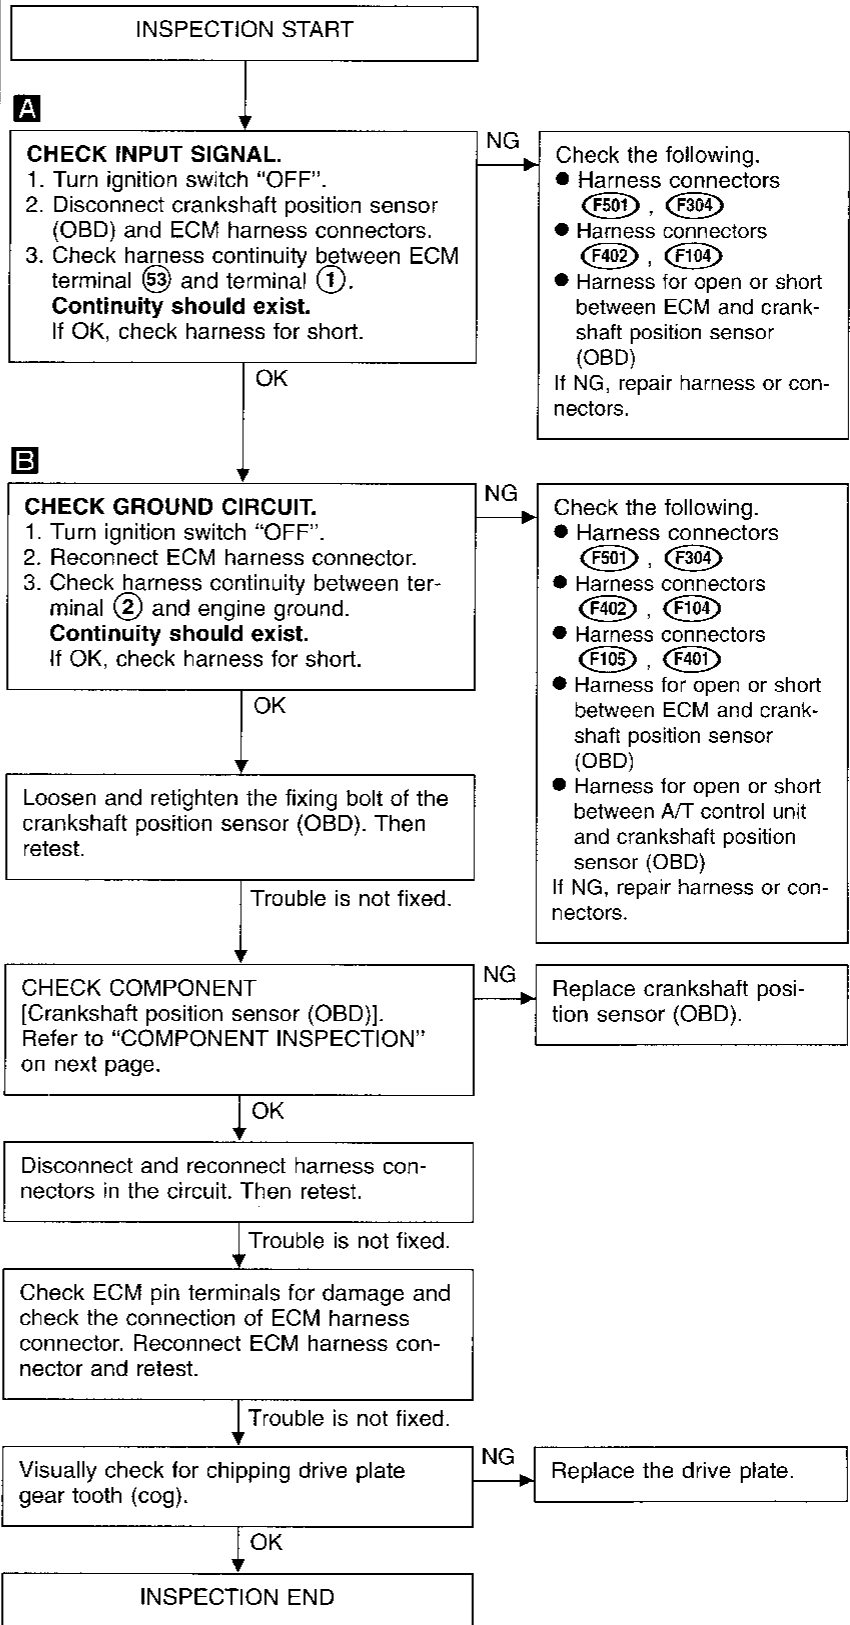 INSPECTION START
A
CHECK INPUT SIGNAL.
1. Turn ignition switch “OFF”.
2. Disconnect crankshaft position sensor
(OBD) and ECM harness connectors.
3. Check harness continuity between ECM
terminal 53 and terminal 1.
Continuity should exist.
If OK, check harness for short.
NG
Check the following.
● Harness connectors
F501 , F304
● Harness connectors
F402 , F104
● Harness for open or short
between ECM and crank-
shaft position sensor
(OBD)
If NG, repair harness or con-
nectors.
OK
B
CHECK GROUND CIRCUIT.
1. Turn ignition switch “OFF”.
2. Reconnect ECM harness connector.
3. Check harness continuity between ter-
minal 2 and engine ground.
Continuity should exist.
If OK, check harness for short.
NG
Check the following.
● Harness connectors
F501 , F304
● Harness connectors
F402 , F104
● Harness connectors
F105 , F401
● Harness for open or short
between ECM and crank-
shaft position sensor
(OBD)
● Harness for open or short
between A/T control unit
and crankshaft position
sensor (OBD)
If NG, repair harness or con-
nectors.
OK
Loosen and retighten the fixing bolt of the
crankshaft position sensor (OBD). Then
retest.
Trouble is not fixed.
CHECK COMPONENT
[Crankshaft position sensor (OBD)].
Refer to “COMPONENT INSPECTION”
on next page.
NG
Replace crankshaft posi-
tion sensor (OBD).
OK
Disconnect and reconnect harness con-
nectors in the circuit. Then retest.
Trouble is not fixed.
Check ECM pin terminals for damage and
check the connection of ECM harness
connector. Reconnect ECM harness con-
nector and retest.
Trouble is not fixed.
Visually check for chipping drive plate
gear tooth (cog).
NG
Replace the drive plate.
OK
INSPECTION END